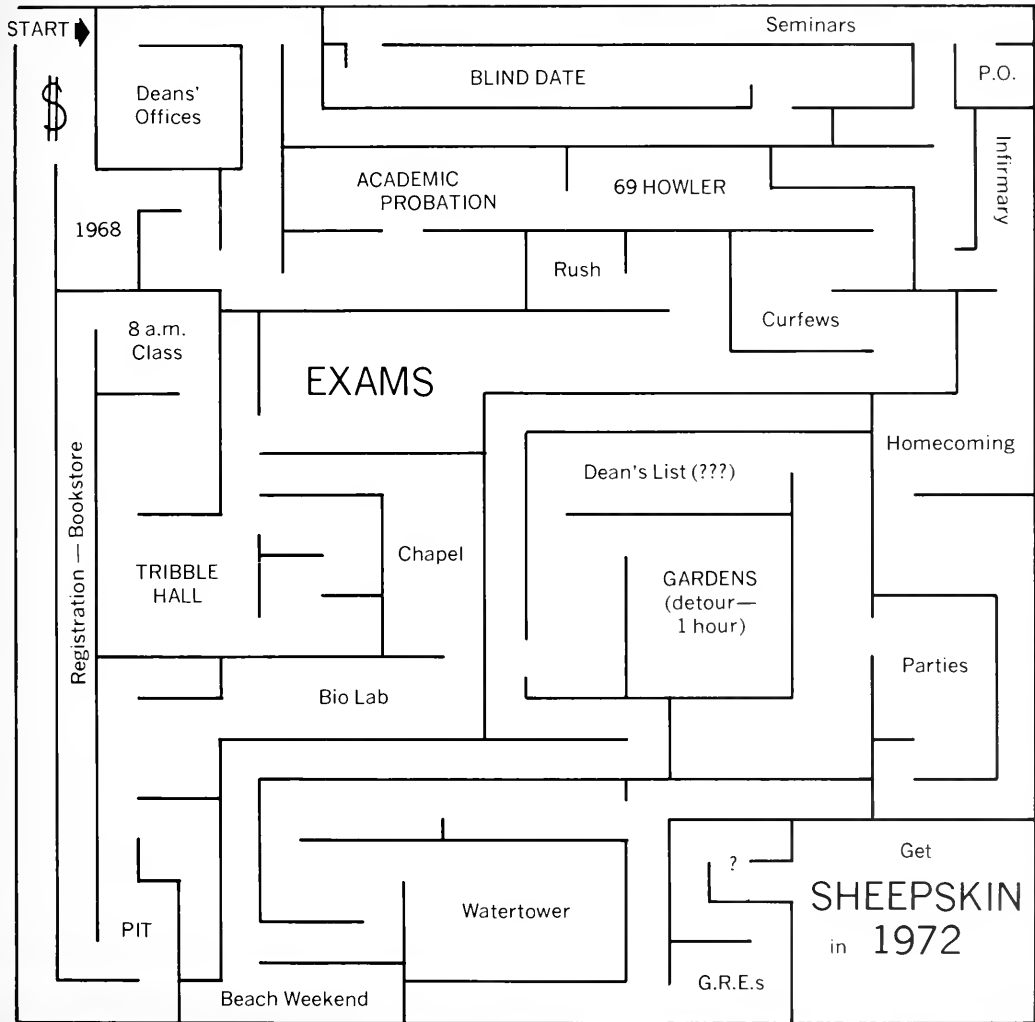 START
Seminars
$
Deans'
Offices
BLIND DATE
P.O.
Infirmary
ACADEMIC
PROBATION
69 HOWLER
1968
Rush
8 a.m.
Class
Curfews
EXAMS
Registration — Bookstore
Homecoming
Dean's List (???)
Chapel
TRIBBLE
HALL
GARDENS
(detour—
1 hour)
Parties
Bio Lab
?
Get
SHEEPSKIN
in 1972
PIT
Watertower
G.R.E.s
Beach Weekend